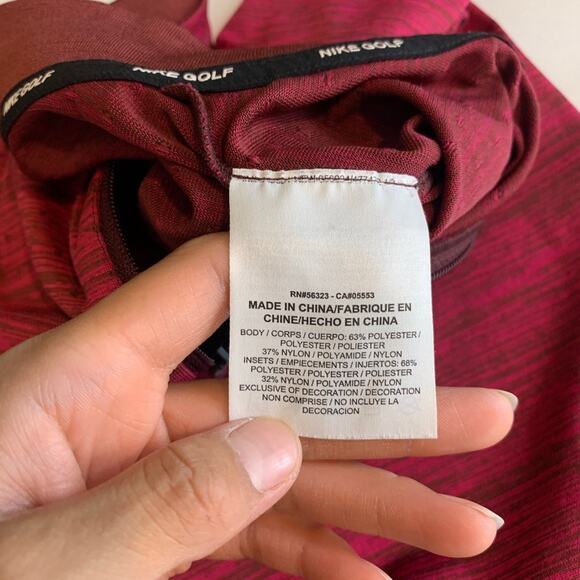 NIKE GOLF
NIKE GOLF
NIKE GOLF
RN#56323 - CA#05553
MADE IN CHINA/FABRIQUE EN
CHINE/HECHO EN CHINA
BODY / CORPS / CUERPO: 63% POLYESTER /
POLYESTER / POLIESTER
37% NYLON / POLYAMIDE / NYLON
INSETS / EMPIECEMENTS / INJERTOS: 68%
POLYESTER / POLYESTER / POLIESTER
32% NYLON / POLYAMIDE / NYLON
EXCLUSIVE OF DECORATION / DECORATION
NON COMPRISE / NO INCLUYE LA
DECORACION